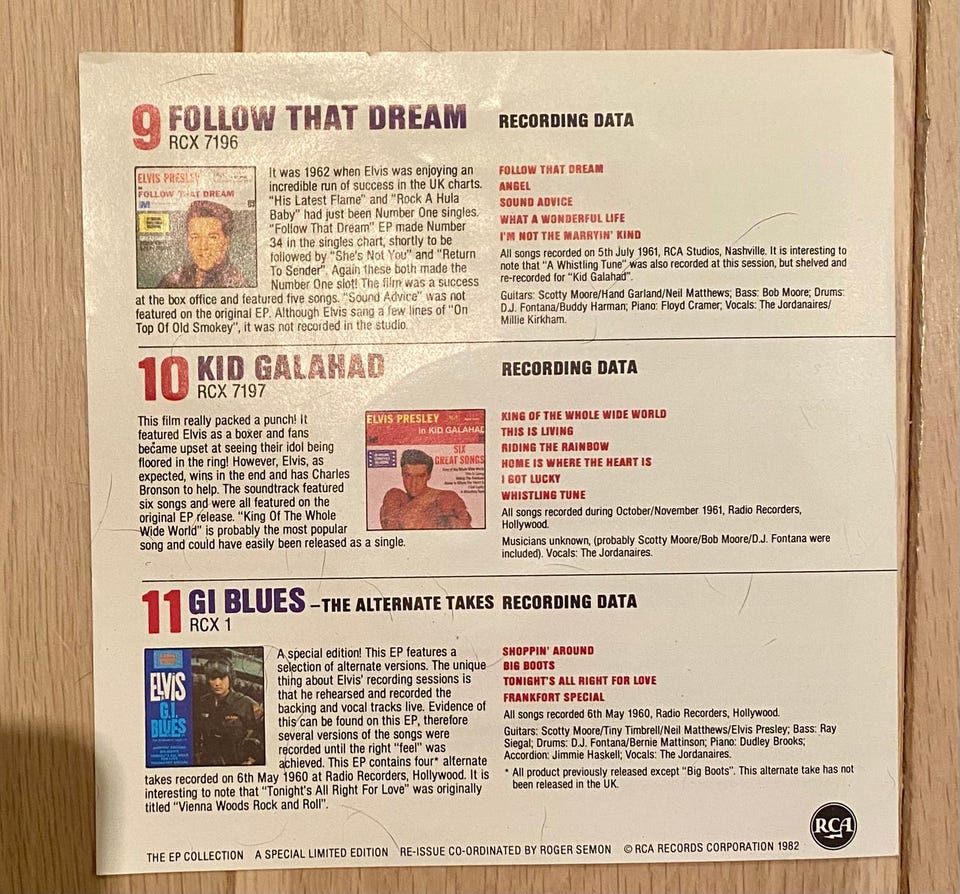 9 FOLLOW THAT DREAM
RCX 7196
ELVIS PRESLEY
FOLLOW THAT DREAM
It was 1962 when Elvis was enjoying an
incredible run of success in the UK charts.
"His Latest Flame" and "Rock A Hula
Baby" had just been Number One singles.
"Follow That Dream" EP made Number
34 in the singles chart, shortly to be
followed by "She's Not You" and "Return
To Sender". Again these both made the
Number One slot! The film was a success
at the box office and featured five songs. "Sound Advice" was not
featured on the original EP. Although Elvis sang a few lines of "On
Top Of Old Smokey", it was not recorded in the studio.
RECORDING DATA
FOLLOW THAT DREAM
ANGEL
SOUND ADVICE
WHAT A WONDERFUL LIFE
I'M NOT THE MARRYIN' KIND
All songs recorded on 5th July 1961, RCA Studios, Nashville. It is interesting to
note that "A Whistling Tune" was also recorded at this session, but shelved and
re-recorded for "Kid Galahad".
Guitars: Scotty Moore/Hand Garland/Neil Matthews; Bass: Bob Moore; Drums:
D.J. Fontana/Buddy Harman; Piano: Floyd Cramer; Vocals: The Jordanaires/
Millie Kirkham.
10 KID GALAHAD
RCX 7197
This film really packed a punch! It
featured Elvis as a boxer and fans
became upset at seeing their idol being
floored in the ring! However, Elvis, as
expected, wins in the end and has Charles
Bronson to help. The soundtrack featured
six songs and were all featured on the
original EP release. "King Of The Whole
Wide World" is probably the most popular
song and could have easily been released as a single.
ELVIS PRESLEY
in KID GALAHAD
SIX
GREAT SONGS
RECORDING DATA
KING OF THE WHOLE WIDE WORLD
THIS IS LIVING
RIDING THE RAINBOW
HOME IS WHERE THE HEART IS
I GOT LUCKY
WHISTLING TUNE
All songs recorded during October/November 1961, Radio Recorders,
Hollywood.
Musicians unknown, (probably Scotty Moore/Bob Moore/D.J. Fontana were
included). Vocals: The Jordanaires.
11 GI BLUES – THE ALTERNATE TAKES
RCX 1
ELVIS
G.I.
BLUES
A special edition! This EP features a
selection of alternate versions. The unique
thing about Elvis' recording sessions is
that he rehearsed and recorded the
backing and vocal tracks live. Evidence of
this can be found on this EP, therefore
several versions of the songs were
recorded until the right "feel" was
achieved. This EP contains four* alternate
takes recorded on 6th May 1960 at Radio Recorders, Hollywood. It is
interesting to note that "Tonight's All Right For Love" was originally
titled "Vienna Woods Rock and Roll".
RECORDING DATA
SHOPPIN' AROUND
BIG BOOTS
TONIGHT'S ALL RIGHT FOR LOVE
FRANKFORT SPECIAL
All songs recorded 6th May 1960, Radio Recorders, Hollywood.
Guitars: Scotty Moore/Tiny Timbrell/Neil Matthews/Elvis Presley; Bass: Ray
Siegal; Drums: D.J. Fontana/Bernie Mattinson; Piano: Dudley Brooks;
Accordion: Jimmie Haskell; Vocals: The Jordanaires.
* All product previously released except "Big Boots". This alternate take has not
been released in the UK.
RCA
THE EP COLLECTION A SPECIAL LIMITED EDITION RE-ISSUE CO-ORDINATED BY ROGER SEMON © RCA RECORDS CORPORATION 1982